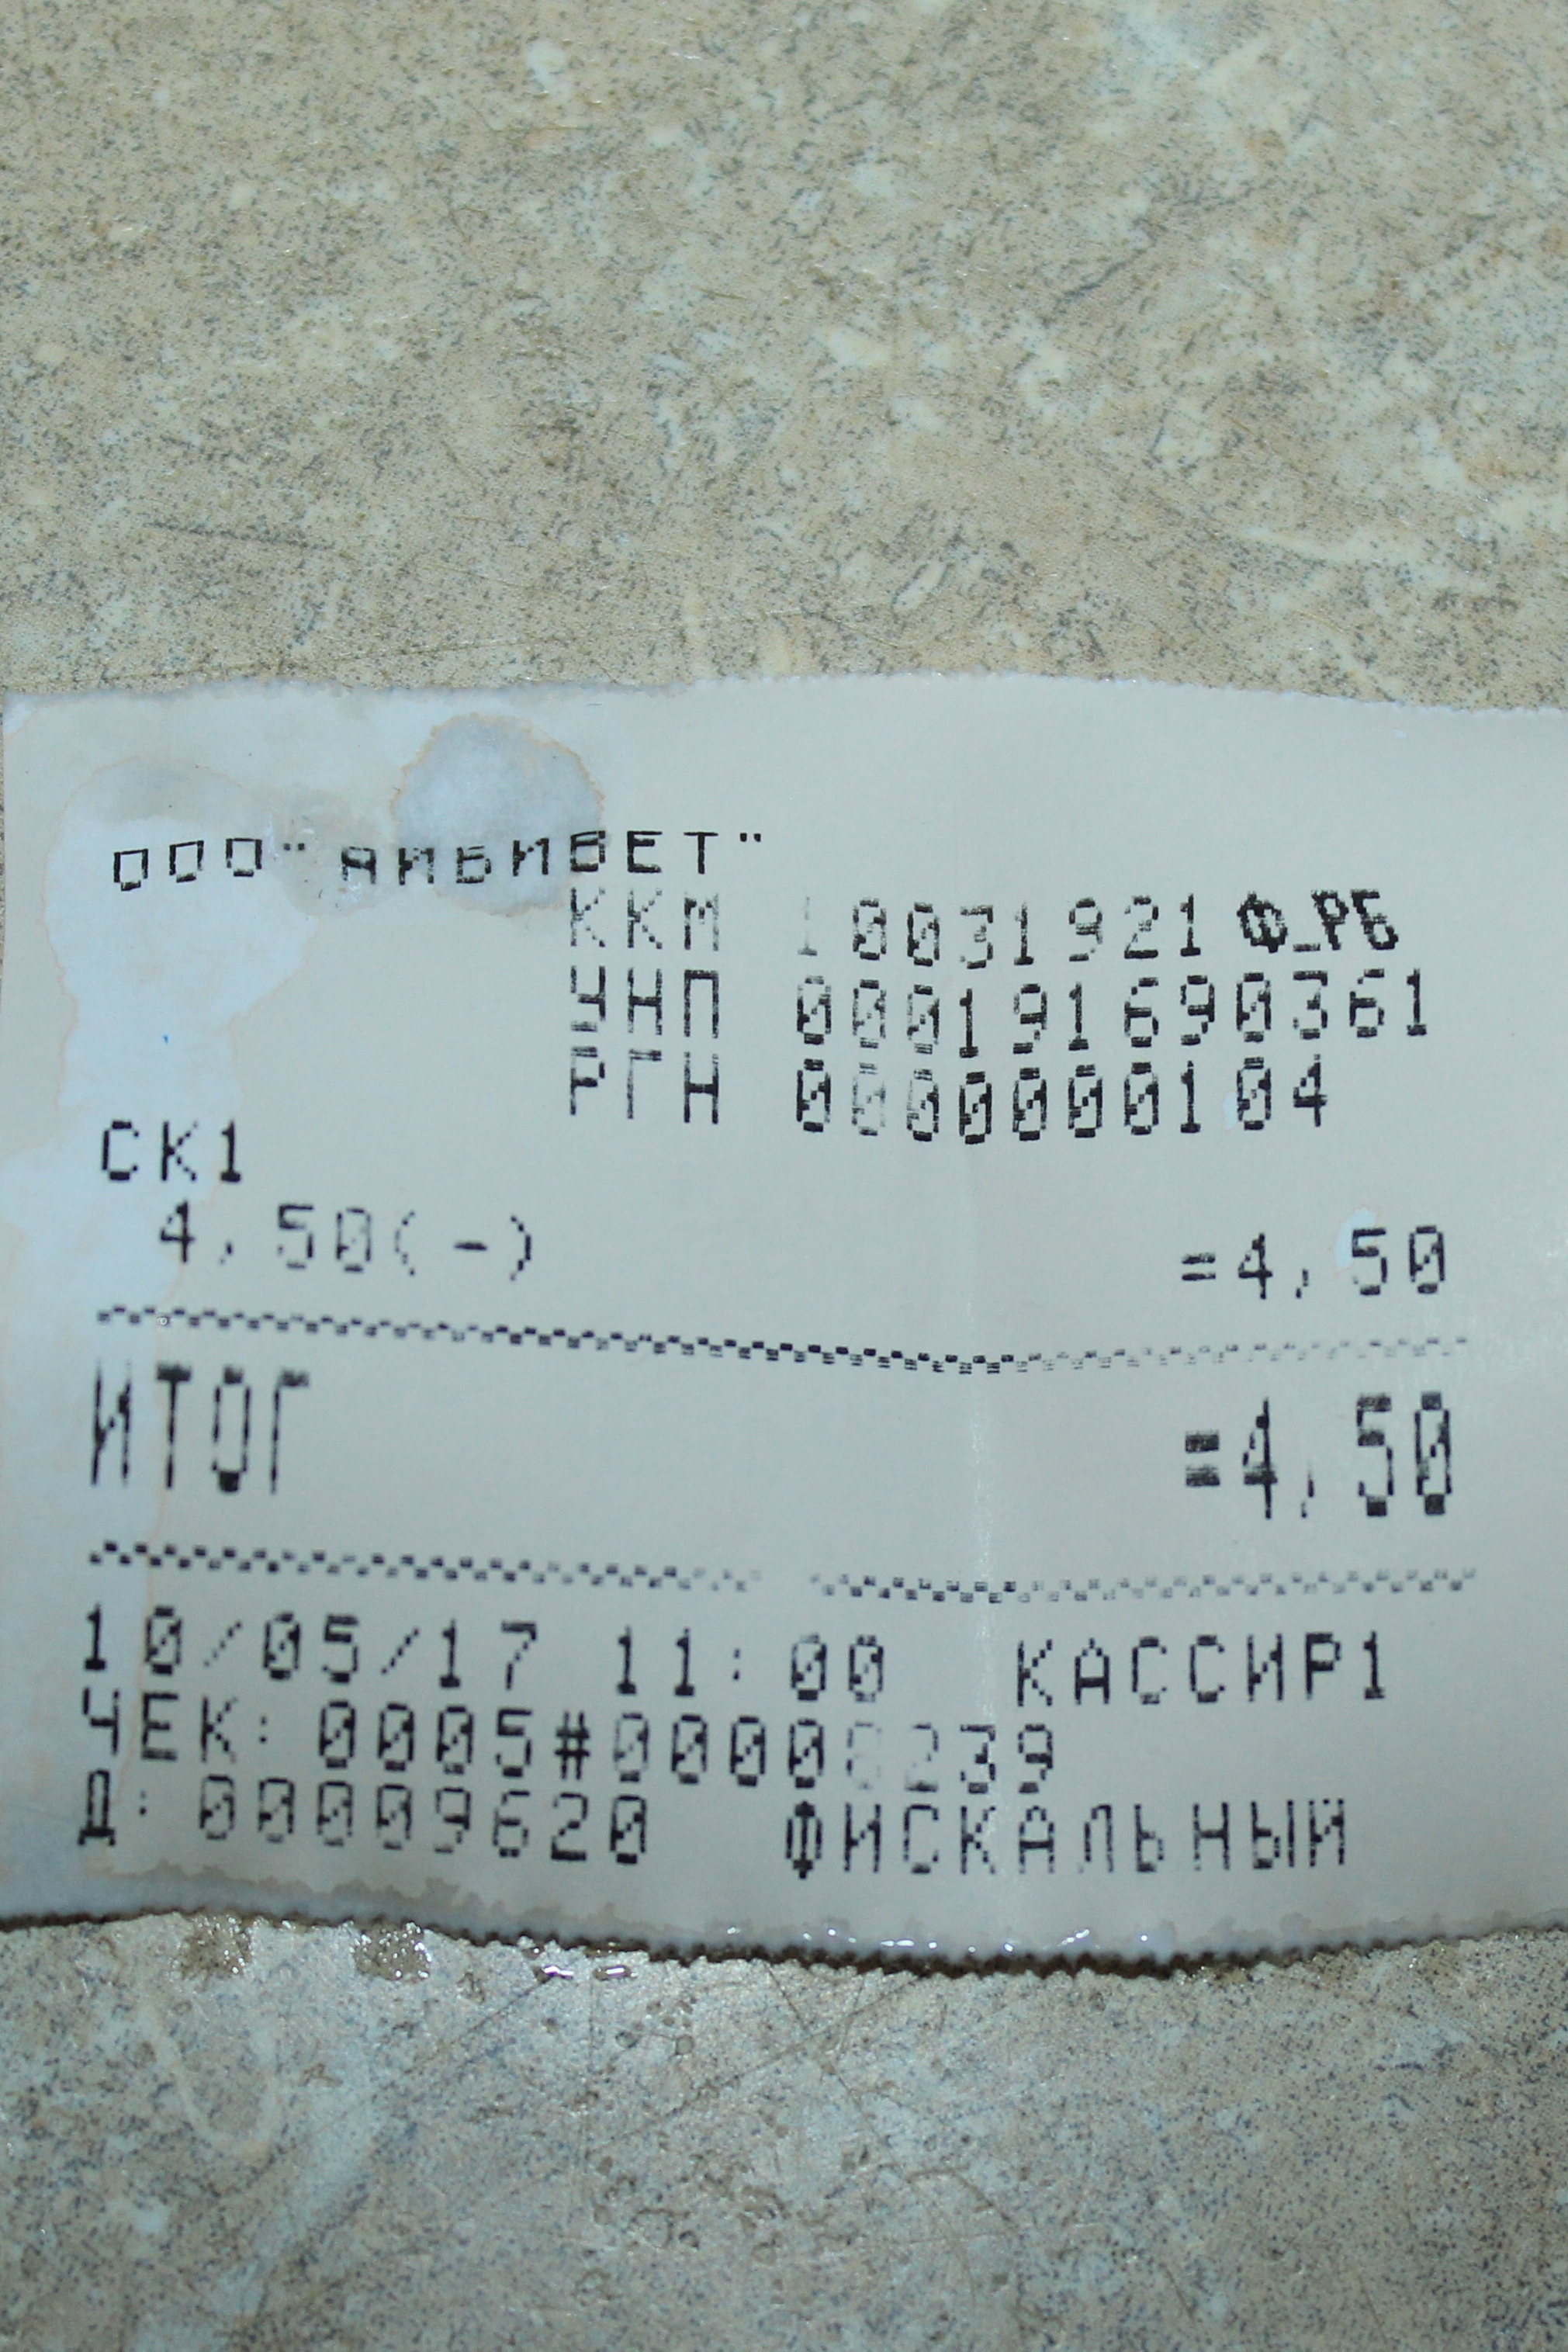 ООО"АЙБИВЕТ"
ККМ 10031921 Ф_РБ
УНП 000191690361
РГН 0000000104
СК1
4,50(-) =4,50
ИТОГ =4,50
10/05/17 11:00 КАССИР1
ЧЕК: 0005#00000239
Д: 00009620 ФИСКАЛЬНЫЙ